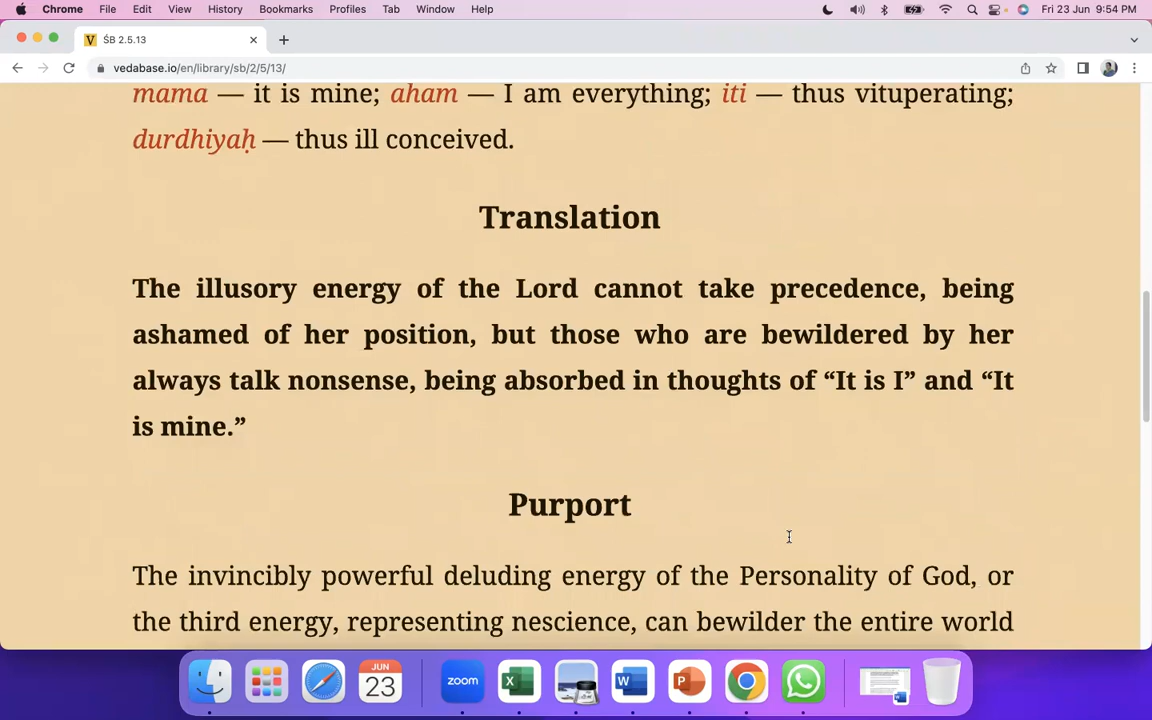 Chrome File Edit View History Bookmarks Profiles Tab Window Help Fri 23 Jun 9:54 PM
V ŚB 2.5.13
vedabase.io/en/library/sb/2/5/13/
mama — it is mine; aham — I am everything; iti — thus vituperating;
durdhiyaḥ — thus ill conceived.
Translation
The illusory energy of the Lord cannot take precedence, being
ashamed of her position, but those who are bewildered by her
always talk nonsense, being absorbed in thoughts of “It is I” and “It
is mine.”
Purport
The invincibly powerful deluding energy of the Personality of God, or
the third energy, representing nescience, can bewilder the entire world
JUN
23
zoom
X
W
P